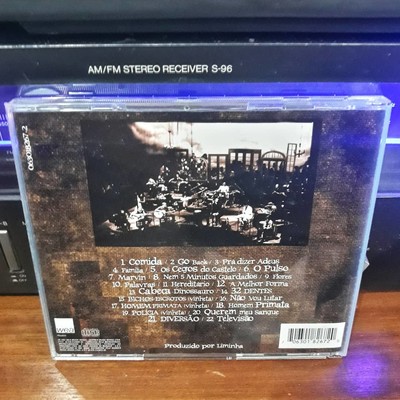 AM/FM STEREO RECEIVER S-96
1 Comida / 2 Go Back / 3 Prá dizer Adeus
4 Família / 5 Os Cegos do Castelo / 6 O Pulso
7 Marvin / 8 Nem 5 Minutos Guardados / 9 Flores
10 Palavras / 11 Hereditário / 12 A Melhor Forma
13 Cabeça Dinossauro / 14 32 DENTES
15 BICHOS ESCROTOS (vinheta) / 16 Não Vou Lutar
17 HOMEM PRIMATA (vinheta) / 18 Homem Primata
19 POLÍCIA (vinheta) / 20 Querem meu sangue
21 DIVERSÃO / 22 Televisão
wea
Produzido por Liminha